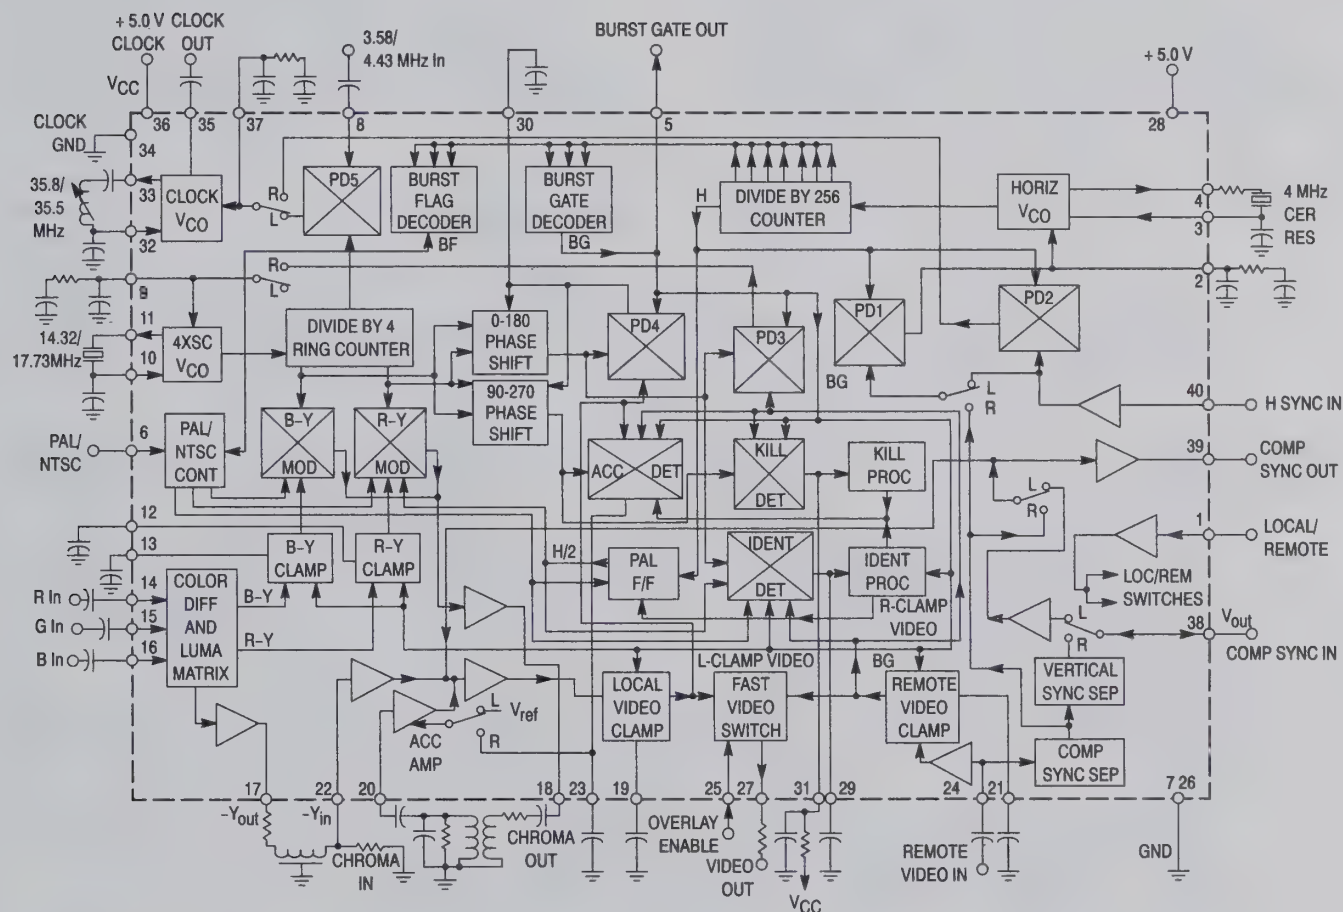 + 5.0 V CLOCK
CLOCK OUT
3.58/
4.43 MHz In
BURST GATE OUT
+ 5.0 V
VCC
CLOCK
GND
36
35
37
8
30
5
28
34
35.8/
35.5
MHz
33
CLOCK
VCO
32
R
L
PD5
BURST
FLAG
DECODER
BF
BURST
GATE
DECODER
BG
H
DIVIDE BY 256
COUNTER
HORIZ
VCO
4
3
4 MHz
CER
RES
2
9
R
L
11
14.32/
17.73MHz
10
4XSC
VCO
DIVIDE BY 4
RING COUNTER
0-180
PHASE
SHIFT
90-270
PHASE
SHIFT
PD4
PD3
PD1
PD2
BG
L
R
40
H SYNC IN
PAL/
NTSC
6
PAL/
NTSC
CONT
B-Y
MOD
R-Y
MOD
ACC
DET
KILL
DET
KILL
PROC
39
COMP
SYNC OUT
L
R
1
LOCAL/
REMOTE
LOC/REM
SWITCHES
12
13
B-Y
CLAMP
R-Y
CLAMP
H/2
PAL
F/F
IDENT
DET
IDENT
PROC
R-CLAMP
VIDEO
R In
14
G In
15
B In
16
COLOR
DIFF
AND
LUMA
MATRIX
B-Y
R-Y
L
R
38
Vout
COMP SYNC IN
L-CLAMP VIDEO
BG
LOCAL
VIDEO
CLAMP
FAST
VIDEO
SWITCH
REMOTE
VIDEO
CLAMP
VERTICAL
SYNC SEP
COMP
SYNC SEP
ACC
AMP
L
Vref
R
17
22
20
18
23
19
25
27
31
29
24
21
7
26
-Yout
-Yin
CHROMA
IN
CHROMA
OUT
OVERLAY
ENABLE
VIDEO
OUT
VCC
REMOTE
VIDEO IN
GND